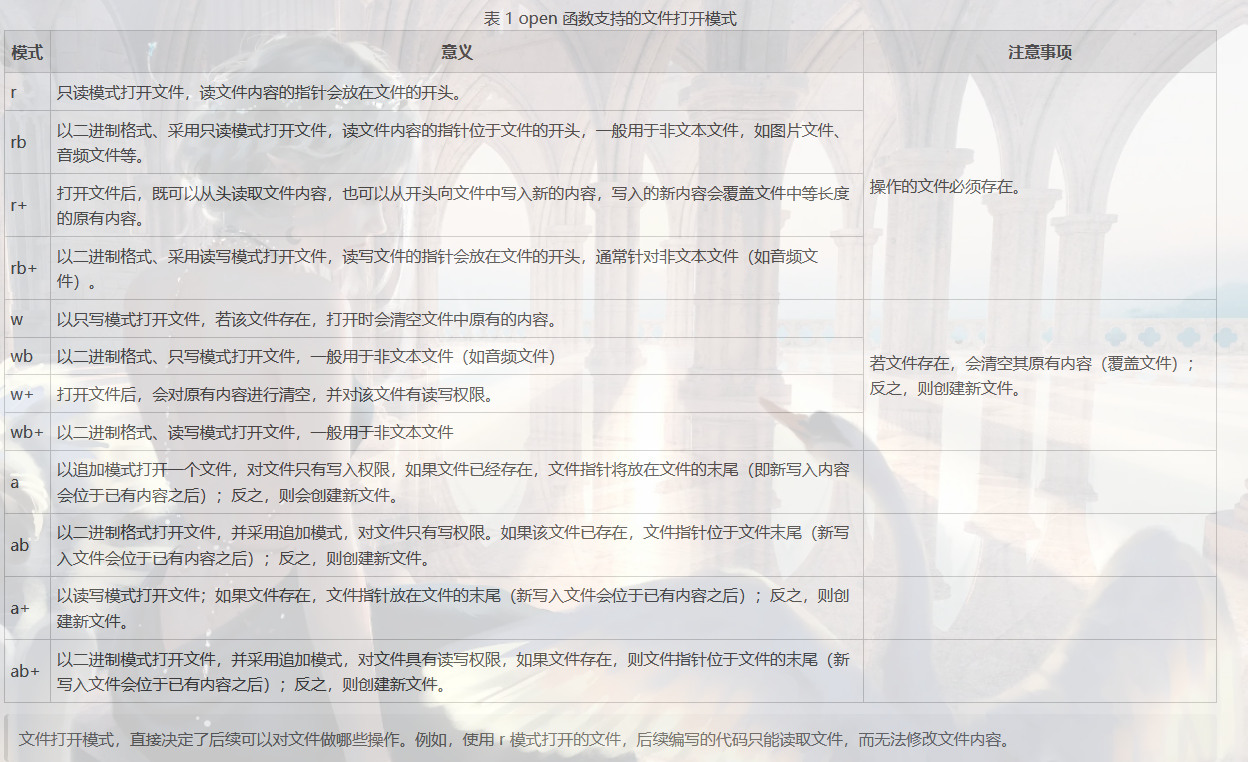 表 1 open 函数支持的文件打开模式
模式 意义 注意事项
r 只读模式打开文件，读文件内容的指针会放在文件的开头。
rb 以二进制格式、采用只读模式打开文件，读文件内容的指针位于文件的开头，一般用于非文本文件，如图片文件、
音频文件等。
操作的文件必须存在。
r+ 打开文件后，既可以从头读取文件内容，也可以从开头向文件中写入新的内容，写入的新内容会覆盖文件中等长度
的原有内容。
rb+ 以二进制格式、采用读写模式打开文件，读写文件的指针会放在文件的开头，通常针对非文本文件（如音频文
件）。
w 以只写模式打开文件，若该文件存在，打开时会清空文件中原有的内容。
wb 以二进制格式、只写模式打开文件，一般用于非文本文件（如音频文件）
若文件存在，会清空其原有内容（覆盖文件）；
反之，则创建新文件。
w+ 打开文件后，会对原有内容进行清空，并对该文件有读写权限。
wb+ 以二进制格式、读写模式打开文件，一般用于非文本文件
a 以追加模式打开一个文件，对文件只有写入权限，如果文件已经存在，文件指针将放在文件的末尾（即新写入内容
会位于已有内容之后）；反之，则会创建新文件。
ab 以二进制格式打开文件，并采用追加模式，对文件只有写权限。如果该文件已存在，文件指针位于文件末尾（新写
入文件会位于已有内容之后）；反之，则创建新文件。
a+ 以读写模式打开文件；如果文件存在，文件指针放在文件的末尾（新写入文件会位于已有内容之后）；反之，则创
建新文件。
ab+ 以二进制模式打开文件，并采用追加模式，对文件具有读写权限，如果文件存在，则文件指针位于文件的末尾（新
写入文件会位于已有内容之后）；反之，则创建新文件。
文件打开模式，直接决定了后续可以对文件做哪些操作。例如，使用 r 模式打开的文件，后续编写的代码只能读取文件，而无法修改文件内容。